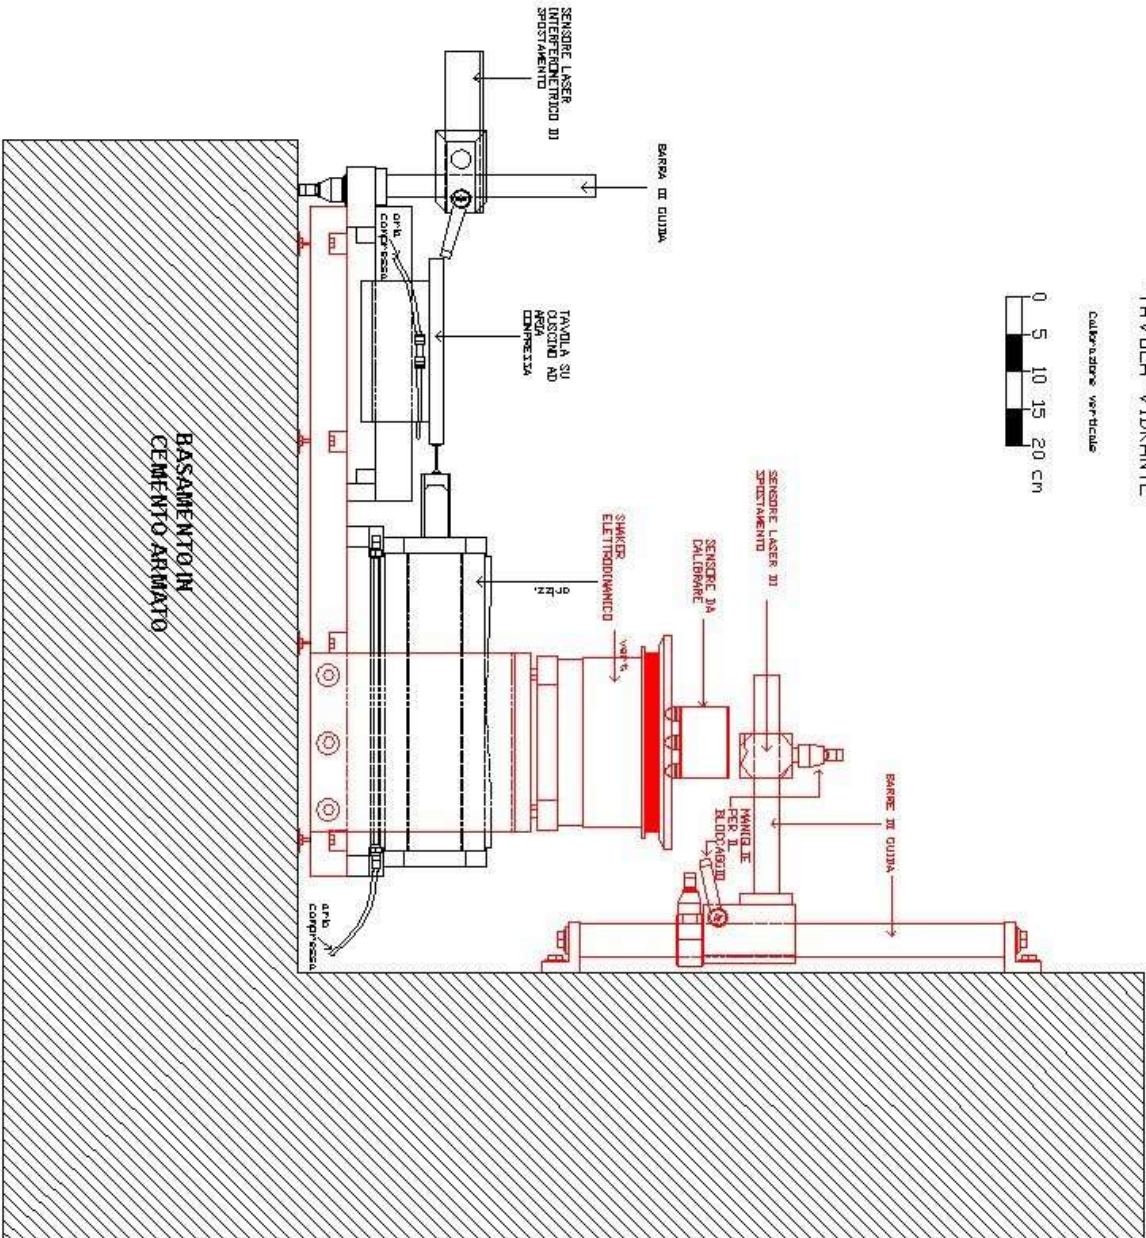 TAVOLA VIBRANTE
Calibrazione verticale
0 5 10 15 20 cm
BARRE DI GUIDA
SENSORE LASER DI
SPOSTAMENTO
MANIGLIE
PER IL
BLOCCAGGIO
SENSORE DA
CALIBRARE
BARRA DI GUIDA
SHAKER
ELETTRODINAMICO
vert.
SENSORE LASER
INTERFEROMETRICO DI
SPOSTAMENTO
TAVOLA SU
CUSCINO AD
ARIA
COMPRESSA
orizz.
aria
compressa
aria
compressa
BASAMENTO IN
CEMENTO ARMATO